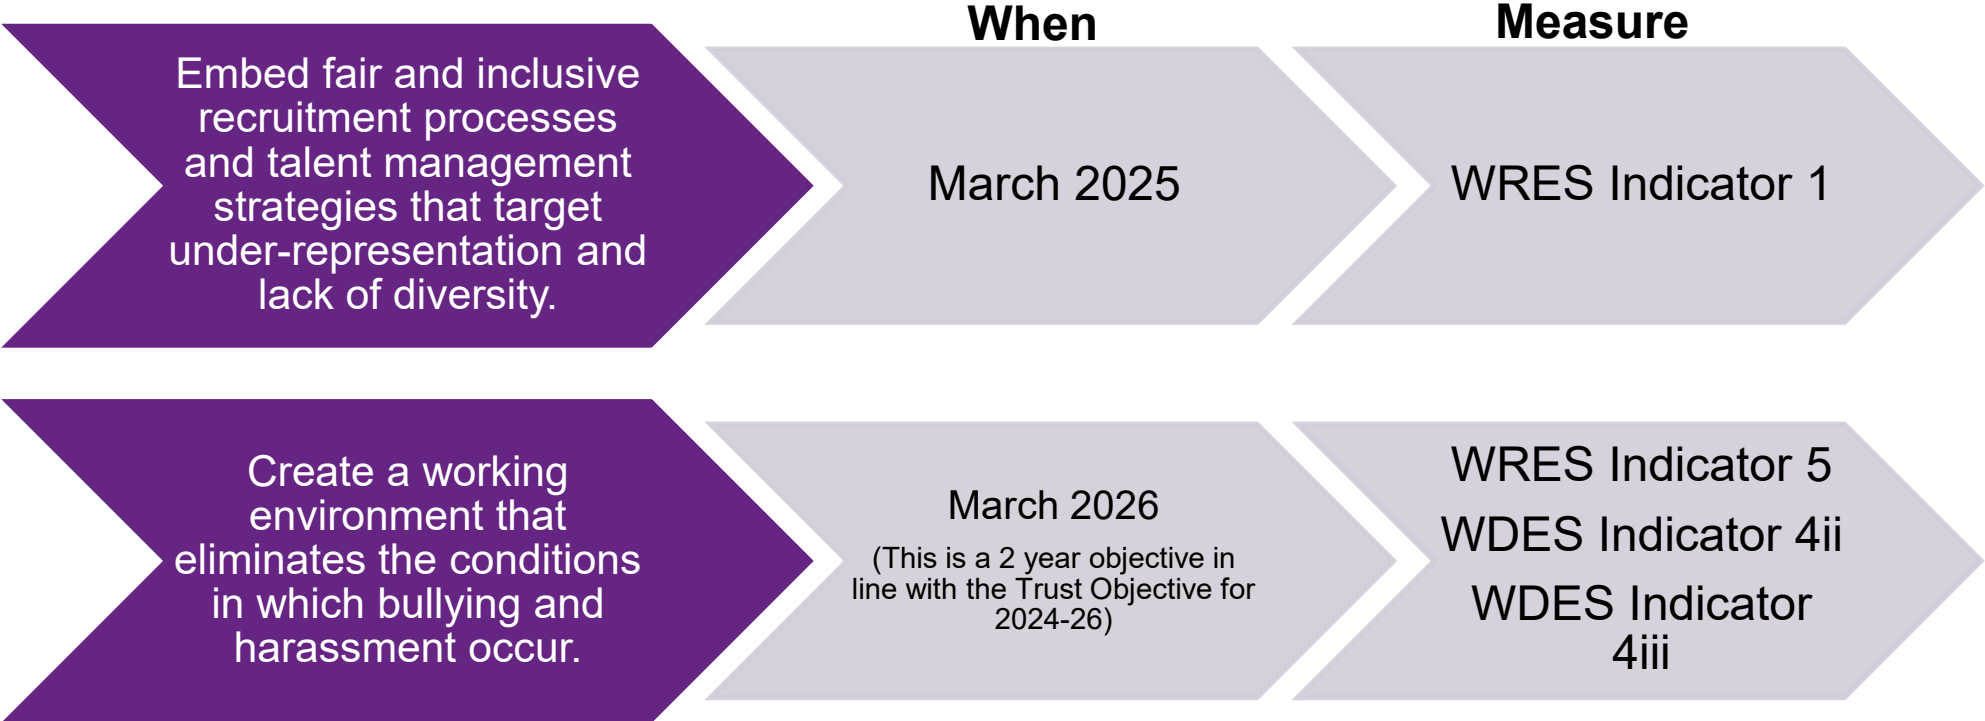 When
Measure
Embed fair and inclusive
recruitment processes
and talent management
strategies that target
under-representation and
lack of diversity.
March 2025
WRES Indicator 1
Create a working
environment that
eliminates the conditions
in which bullying and
harassment occur.
March 2026
(This is a 2 year objective in
line with the Trust Objective for
2024-26)
WRES Indicator 5
WDES Indicator 4ii
WDES Indicator
4iii